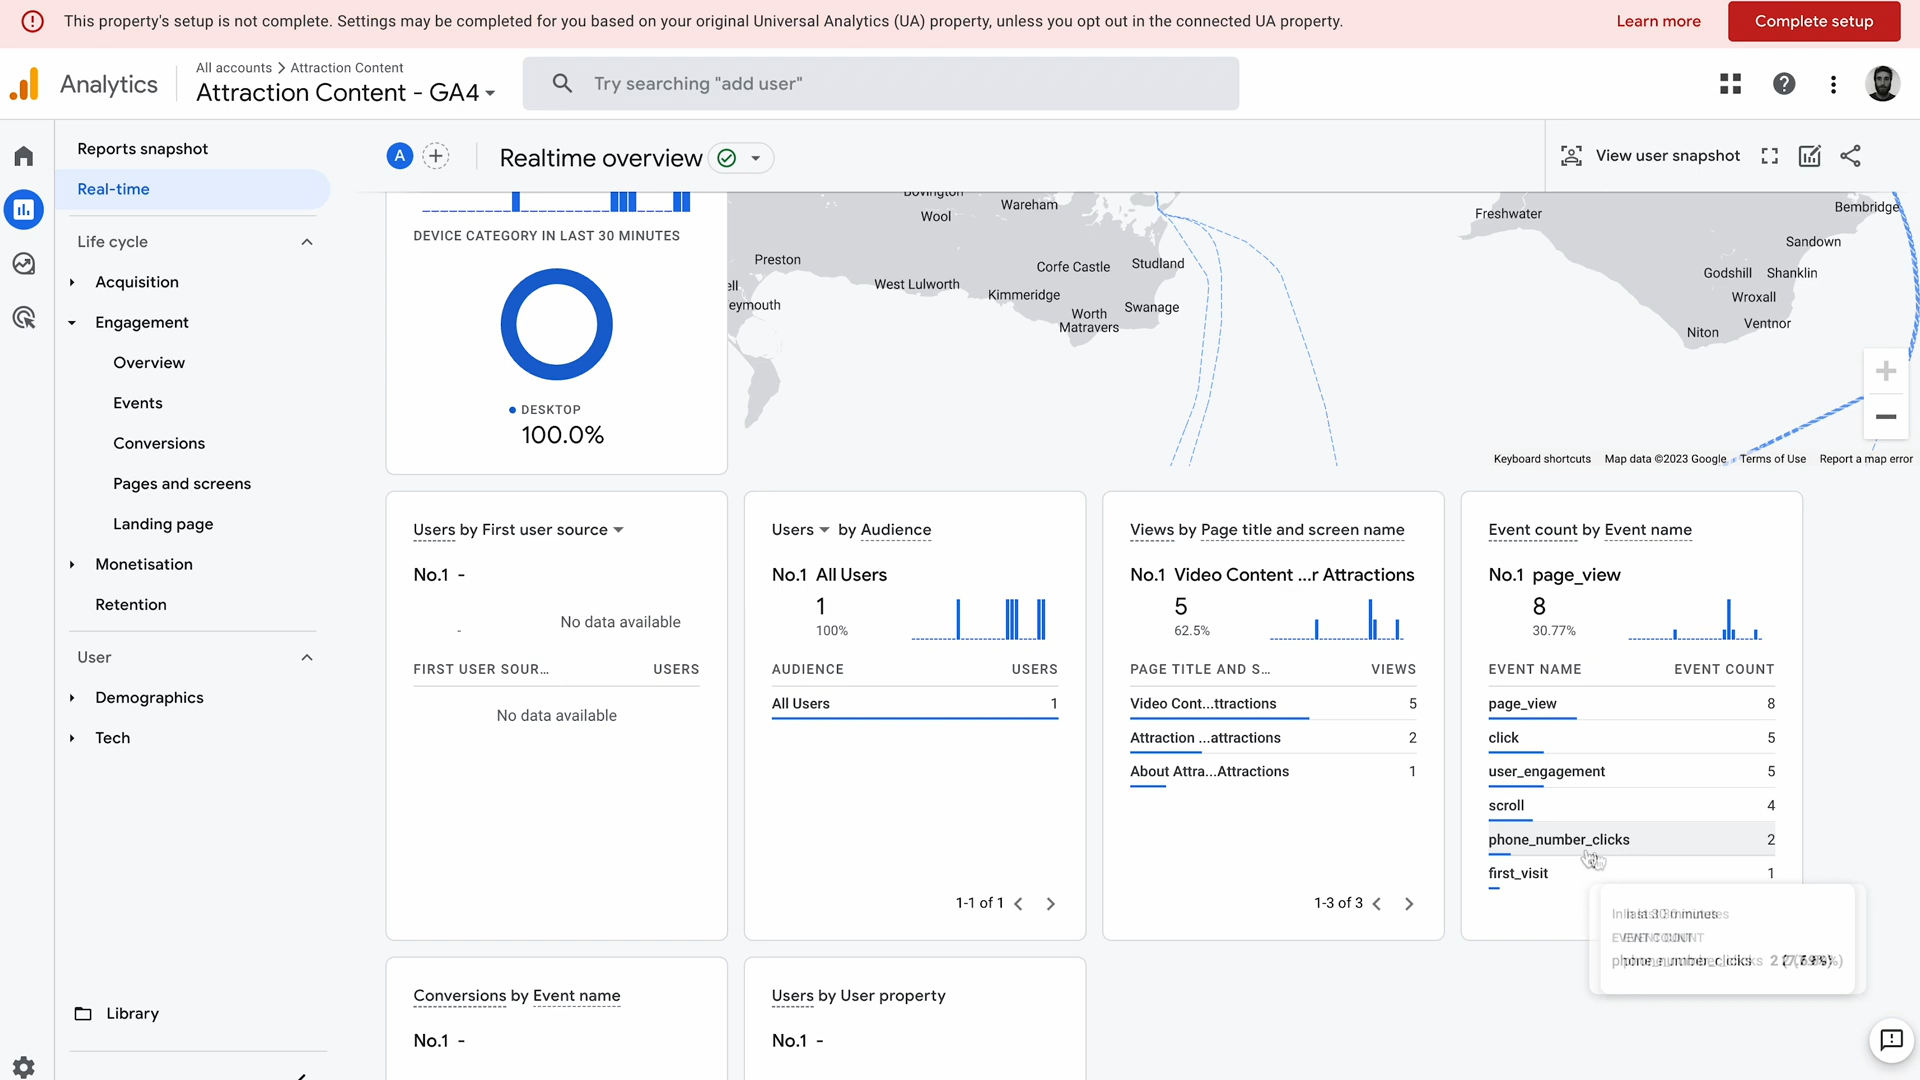 This property's setup is not complete. Settings may be completed for you based on your original Universal Analytics (UA) property, unless you opt out in the connected UA property.
Learn more
Complete setup
Analytics
All accounts > Attraction Content
Attraction Content - GA4
Try searching "add user"
Reports snapshot
Real-time
Life cycle
Acquisition
Engagement
Overview
Events
Conversions
Pages and screens
Landing page
Monetisation
Retention
User
Demographics
Tech
Library
A
Realtime overview
View user snapshot
DEVICE CATEGORY IN LAST 30 MINUTES
DESKTOP
100.0%
Bovington
Wool
Wareham
Preston
eymouth
West Lulworth
Corfe Castle
Kimmeridge
Studland
Worth
Matravers
Swanage
Freshwater
Bembridge
Sandown
Godshill
Shanklin
Wroxall
Ventnor
Niton
Keyboard shortcuts
Map data ©2023 Google
Terms of Use
Report a map error
Users by First user source
No.1 -
-
No data available
FIRST USER SOUR...
USERS
No data available
Users by Audience
No.1 All Users
1
100%
AUDIENCE
USERS
All Users
1
1-1 of 1
Views by Page title and screen name
No.1 Video Content ...r Attractions
5
62.5%
PAGE TITLE AND S...
VIEWS
Video Cont...ttractions
5
Attraction ...attractions
2
About Attra...Attractions
1
1-3 of 3
Event count by Event name
No.1 page_view
8
30.77%
EVENT NAME
EVENT COUNT
page_view
8
click
5
user_engagement
5
scroll
4
phone_number_clicks
2
first_visit
1
Conversions by Event name
No.1 -
Users by User property
No.1 -